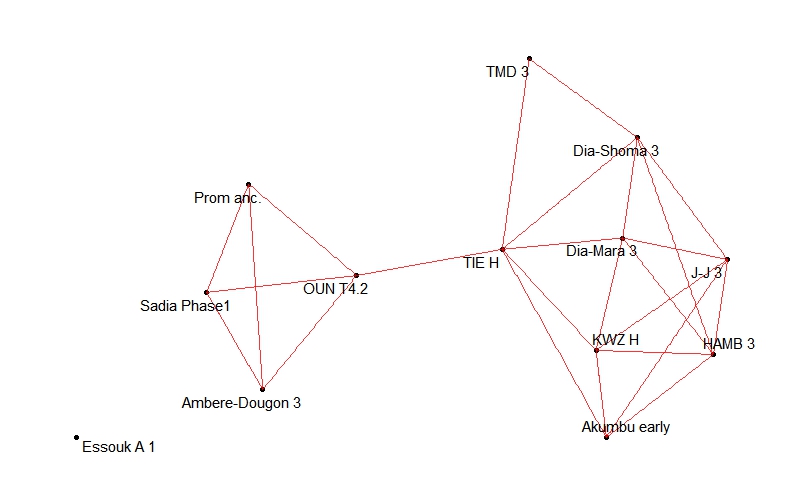 TMD 3
Dia-Shoma 3
Prom anc.
Dia-Mara 3
TIE H
J-J 3
OUN T4.2
Sadia Phase1
KWZ H
HAMB 3
Ambere-Dougon 3
Akumbu early
Essouk A 1